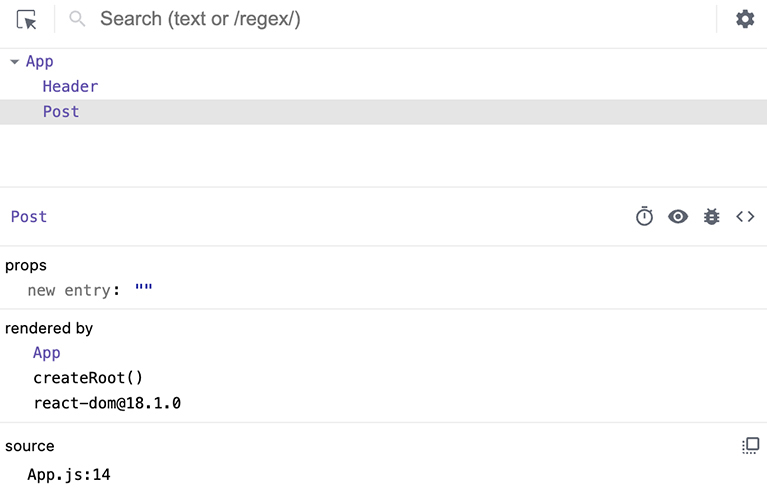 Search (text or /regex/)
App
Header
Post
Post
props
new entry: ""
rendered by
App
createRoot()
react-dom@18.1.0
source
App.js:14